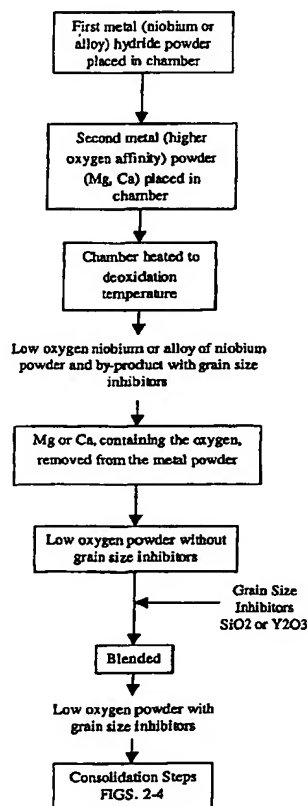 First metal (niobium or
alloy) hydride powder
placed in chamber
Second metal (higher
oxygen affinity) powder
(Mg, Ca) placed in
chamber
Chamber heated to
deoxidation
temperature
Low oxygen niobium or alloy of niobium
powder and by-product with grain size
inhibitors
Mg or Ca, containing the oxygen,
removed from the metal powder
Low oxygen powder without
grain size inhibitors
Grain Size
Inhibitors
SiO2 or Y2O3
Blended
Low oxygen powder with
grain size inhibitors
Consolidation Steps
FIGS. 2-4